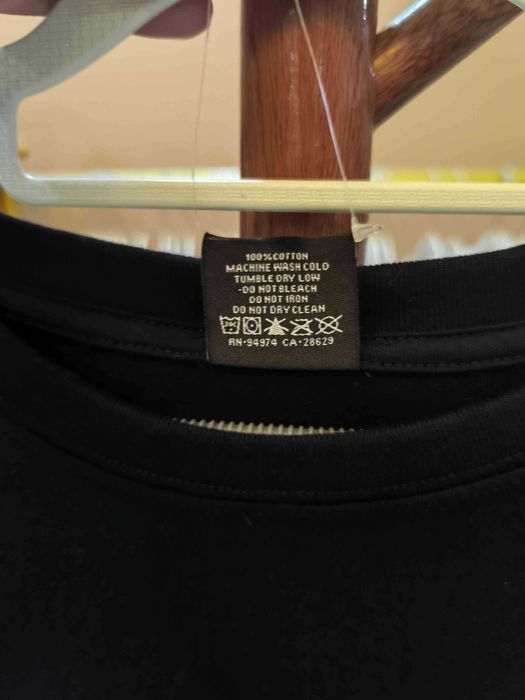 100% COTTON
MACHINE WASH COLD
TUMBLE DRY LOW
-DO NOT BLEACH
DO NOT IRON
DO NOT DRY CLEAN
RN·94974 CA·28629